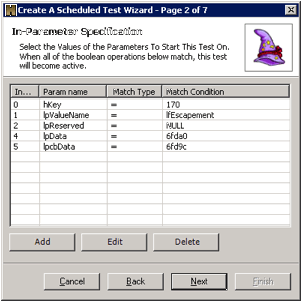 Create A Scheduled Test Wizard - Page 2 of 7
In-Parameter Specification
Select the Values of the Parameters To Start This Test On.
When all of the boolean operations below match, this test
will become active.
In... Param name Match Type Match Condition
0 hKey = 170
1 lpValueName = lfEscapement
2 lpReserved = NULL
4 lpData = 6fda0
5 lpcbData = 6fd9c
Add Edit Delete
Cancel Back Next Finish